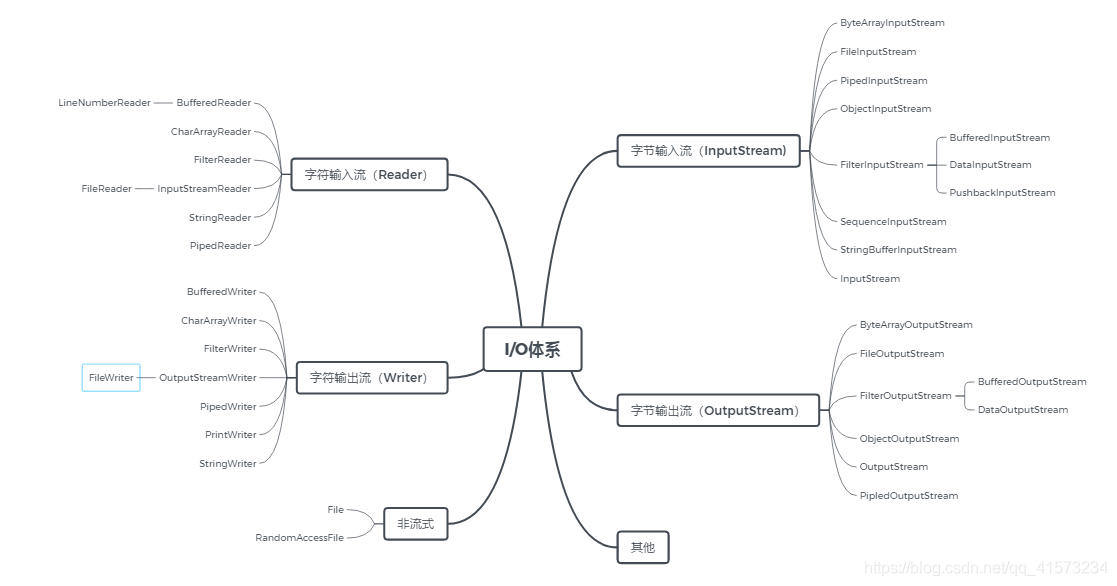 I/O体系
字符输入流（Reader）
BufferedReader
LineNumberReader
CharArrayReader
FilterReader
InputStreamReader
FileReader
StringReader
PipedReader
字符输出流（Writer）
BufferedWriter
CharArrayWriter
FilterWriter
OutputStreamWriter
FileWriter
PipedWriter
PrintWriter
StringWriter
非流式
File
RandomAccessFile
字节输入流（InputStream)
ByteArrayInputStream
FileInputStream
PipedInputStream
ObjectInputStream
FilterInputStream
BufferedInputStream
DataInputStream
PushbackInputStream
SequenceInputStream
StringBufferInputStream
InputStream
字节输出流（OutputStream）
ByteArrayOutputStream
FileOutputStream
FilterOutputStream
BufferedOutputStream
DataOutputStream
ObjectOutputStream
OutputStream
PipledOutputStream
其他
https://blog.csdn.net/qq_41573234